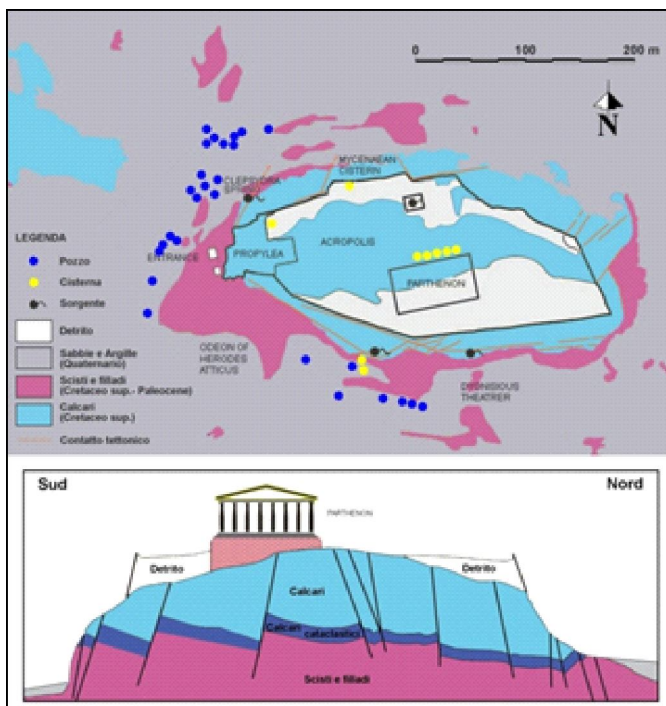 0 100 200 m
N
MYCENAEAN
CISTERN
CLEPSYDRA
SPRING
ENTRANCE
PROPYLEA
ACROPOLIS
PARTHENON
ODEON OF
HERODES
ATTICUS
DIONISIOUS
THEATRER
LEGENDA
Pozzo
Cisterna
Sorgente
Detrito
Sabbie e Argille
(Quaternario)
Scisti e filladi
(Cretaceo sup.- Paleocene)
Calcari
(Cretaceo sup.)
Contatto tettonico
Sud
Nord
PARTHENON
Detrito
Detrito
Calcari
Calcari cataclastici
Scisti e filladi